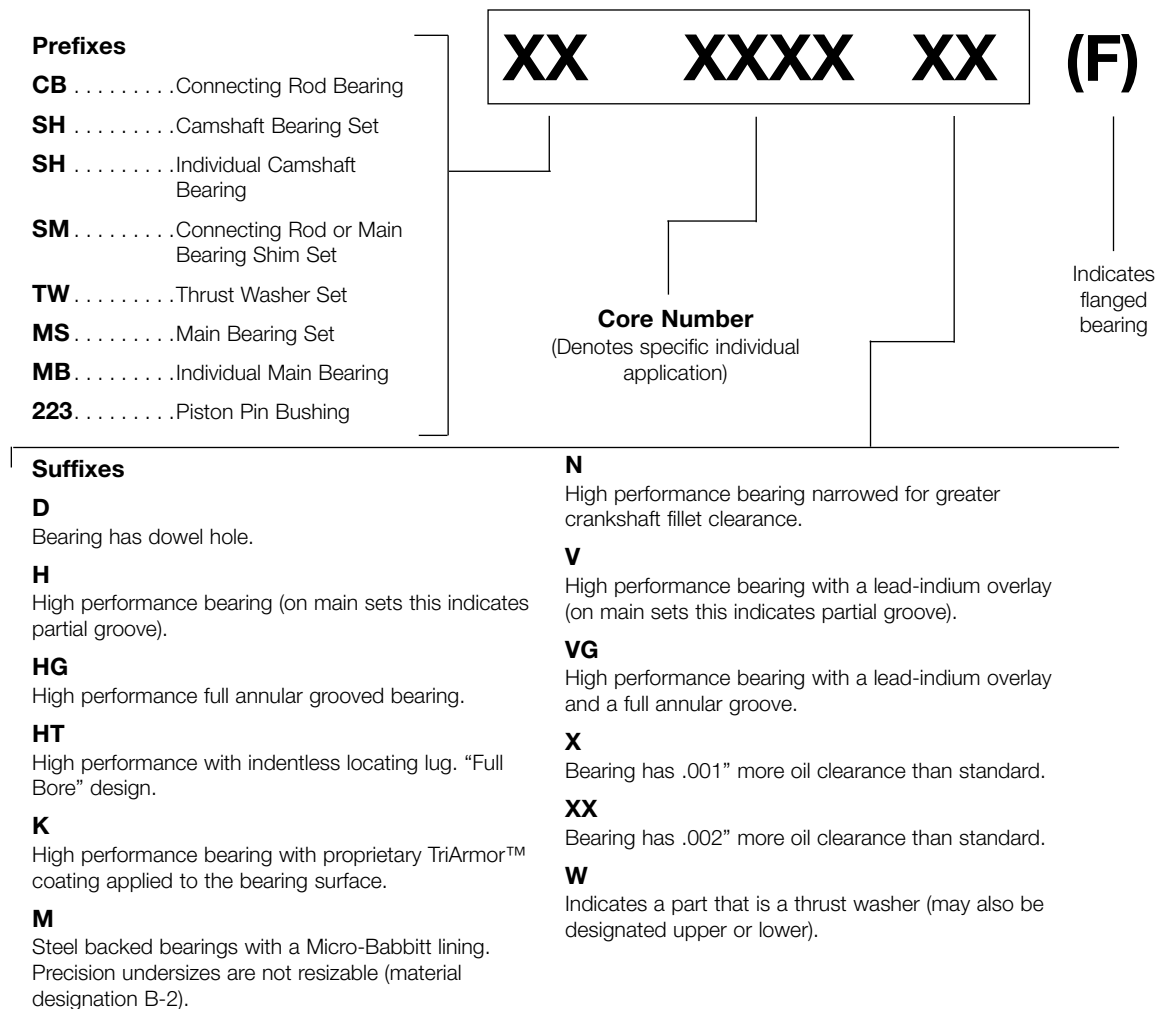 XX XXXX XX (F)
Prefixes
CB . . . . . . . . .Connecting Rod Bearing
SH . . . . . . . . .Camshaft Bearing Set
SH . . . . . . . . .Individual Camshaft
Bearing
SM . . . . . . . . .Connecting Rod or Main
Bearing Shim Set
TW . . . . . . . . .Thrust Washer Set
MS . . . . . . . . .Main Bearing Set
MB . . . . . . . . .Individual Main Bearing
223. . . . . . . . .Piston Pin Bushing
Core Number
(Denotes specific individual
application)
Indicates
flanged
bearing
Suffixes
D
Bearing has dowel hole.
H
High performance bearing (on main sets this indicates
partial groove).
HG
High performance full annular grooved bearing.
HT
High performance with indentless locating lug. “Full
Bore” design.
K
High performance bearing with proprietary TriArmor™
coating applied to the bearing surface.
M
Steel backed bearings with a Micro-Babbitt lining.
Precision undersizes are not resizable (material
designation B-2).
N
High performance bearing narrowed for greater
crankshaft fillet clearance.
V
High performance bearing with a lead-indium overlay
(on main sets this indicates partial groove).
VG
High performance bearing with a lead-indium overlay
and a full annular groove.
X
Bearing has .001” more oil clearance than standard.
XX
Bearing has .002” more oil clearance than standard.
W
Indicates a part that is a thrust washer (may also be
designated upper or lower).